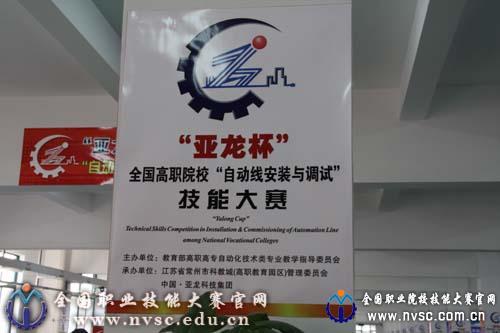 “亚龙杯”
全国高职院校“自动线安装与调试”
技能大赛
"Yalong Cup"
Technical Skills Competition in Installation & Commissioning of Automation Line
among National Vocational Colleges
主办单位：教育部高职高专自动化技术类专业教学指导委员会
承办单位：江苏省常州市科教城(高职教育园区)管理委员会
中国·亚龙科技集团
“亚
“自动
全国职业技能大赛官网
www.nvsc.edu.cn
全国职业院校技能大赛官网
www.nvsc.com.cn